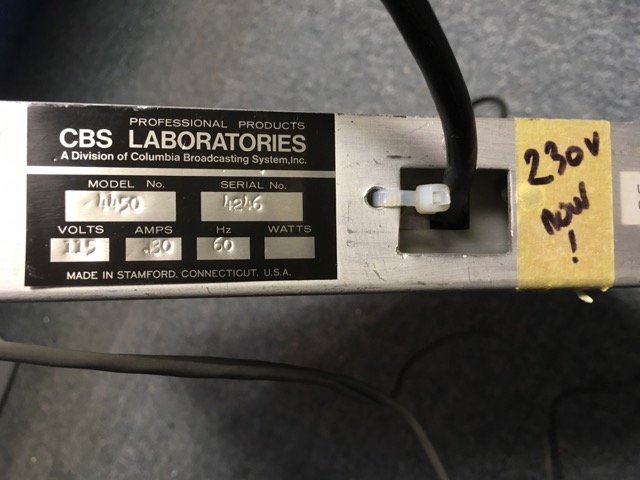 PROFESSIONAL PRODUCTS
CBS LABORATORIES
A Division of Columbia Broadcasting System,Inc.
MODEL No. SERIAL No.
4450 4246
VOLTS AMPS Hz WATTS
115 .30 60
MADE IN STAMFORD, CONNECTICUT, U.S.A.
230V
now
!